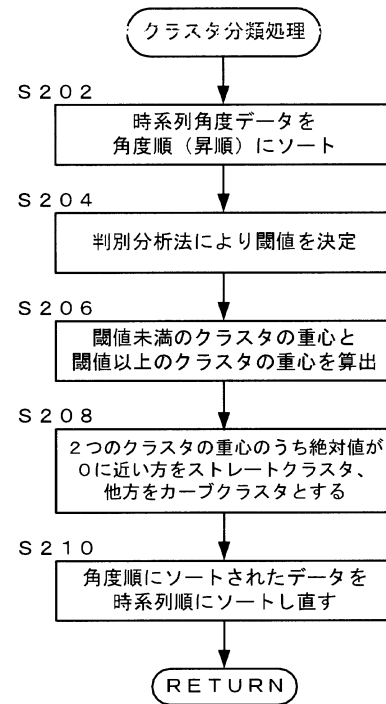 クラスタ分類処理
S202
時系列角度データを
角度順（昇順）にソート
S204
判別分析法により閾値を決定
S206
閾値未満のクラスタの重心と
閾値以上のクラスタの重心を算出
S208
2つのクラスタの重心のうち絶対値が
0に近い方をストレートクラスタ、
他方をカーブクラスタとする
S210
角度順にソートされたデータを
時系列順にソートし直す
RETURN